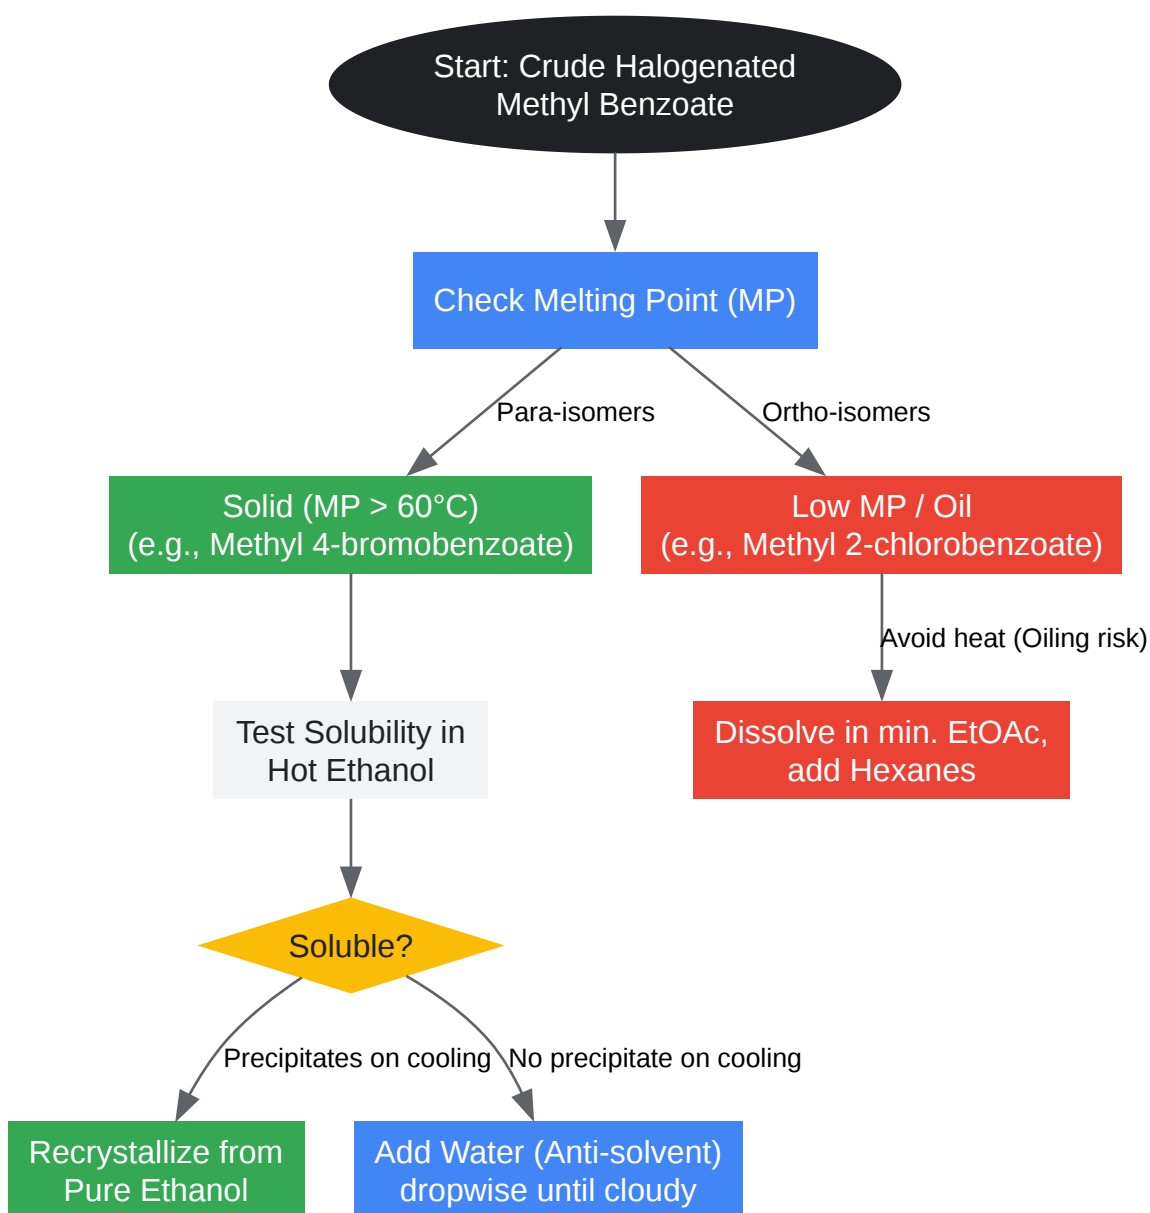 Start: Crude Halogenated
Methyl Benzoate
Check Melting Point (MP)
Para-isomers
Ortho-isomers
Solid (MP > 60°C)
(e.g., Methyl 4-bromobenzoate)
Low MP / Oil
(e.g., Methyl 2-chlorobenzoate)
Avoid heat (Oiling risk)
Test Solubility in
Hot Ethanol
Dissolve in min. EtOAc,
add Hexanes
Soluble?
Precipitates on cooling
No precipitate on cooling
Recrystallize from
Pure Ethanol
Add Water (Anti-solvent)
dropwise until cloudy